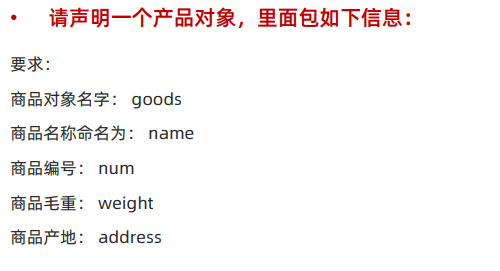 • 请声明一个产品对象，里面包如下信息：
要求：
商品对象名字： goods
商品名称命名为： name
商品编号： num
商品毛重： weight
商品产地： address